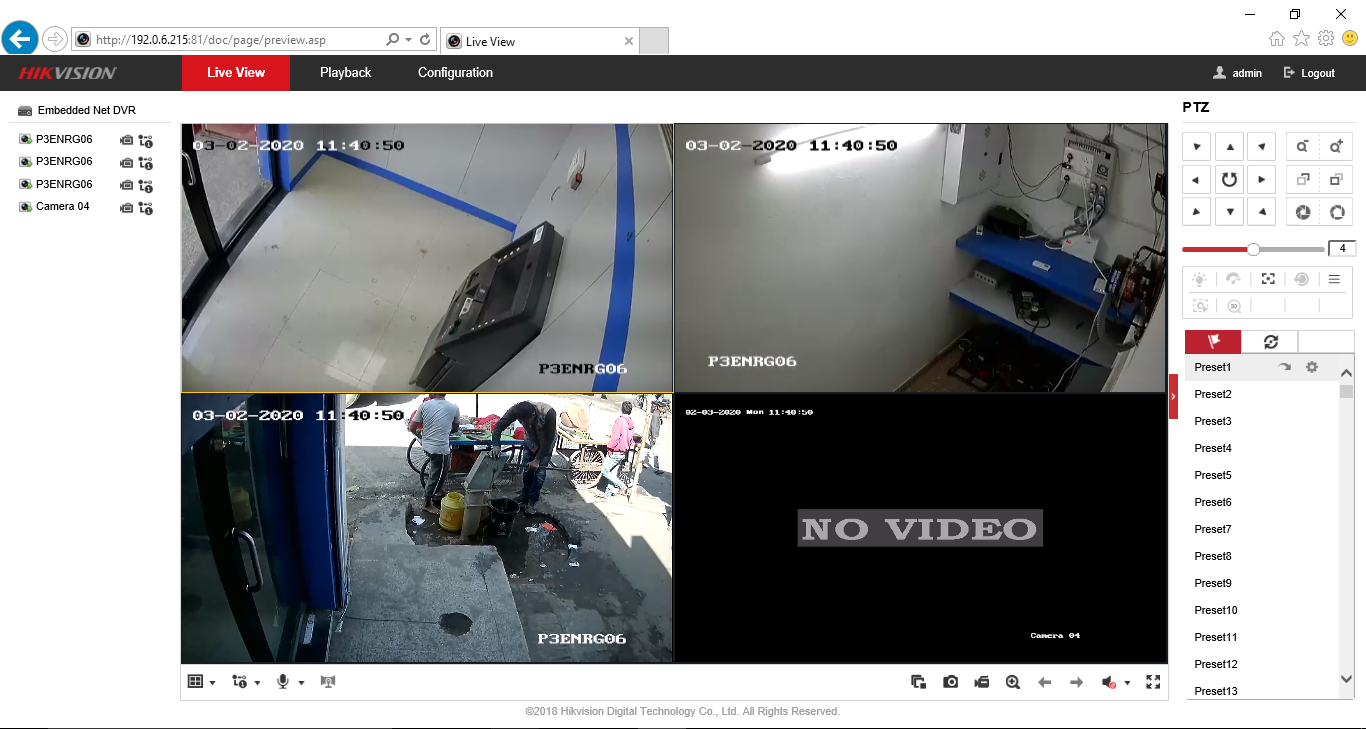 http://192.0.6.215:81/doc/page/preview.asp
Live View
HIKVISION
Live View
Playback
Configuration
admin
Logout
Embedded Net DVR
P3ENRG06
P3ENRG06
P3ENRG06
Camera 04
03-02-2020 11:40:50
P3ENRG06
03-02-2020 11:40:50
P3ENRG06
03-02-2020 11:40:50
P3ENRG06
02-03-2020 Mon 11:40:50
NO VIDEO
Camera 04
PTZ
4
3D
Preset1
Preset2
Preset3
Preset4
Preset5
Preset6
Preset7
Preset8
Preset9
Preset10
Preset11
Preset12
Preset13
©2018 Hikvision Digital Technology Co., Ltd. All Rights Reserved.